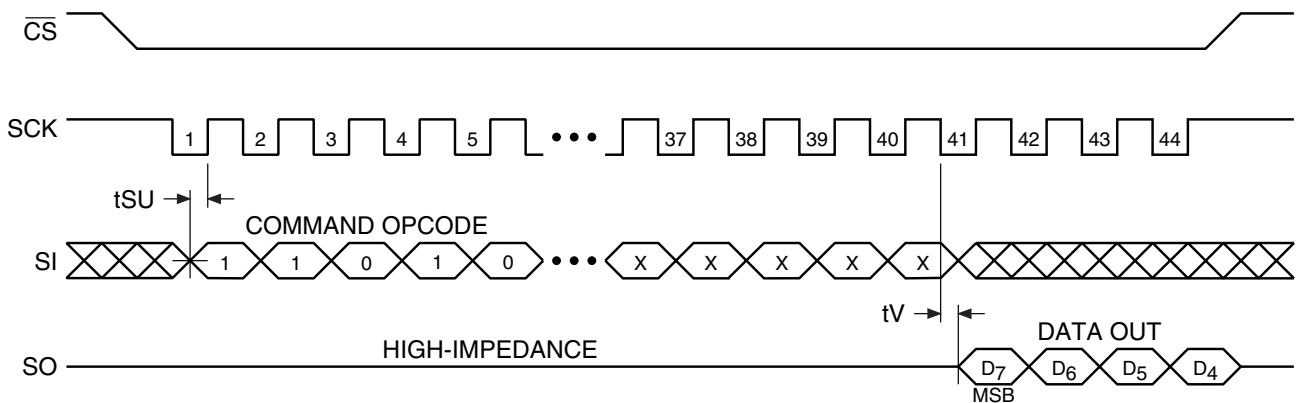 CS
SCK 1 2 3 4 5 ••• 37 38 39 40 41 42 43 44
tSU
COMMAND OPCODE
SI 1 1 0 1 0 ••• X X X X X
tV
DATA OUT
HIGH-IMPEDANCE
SO D7 D6 D5 D4
MSB